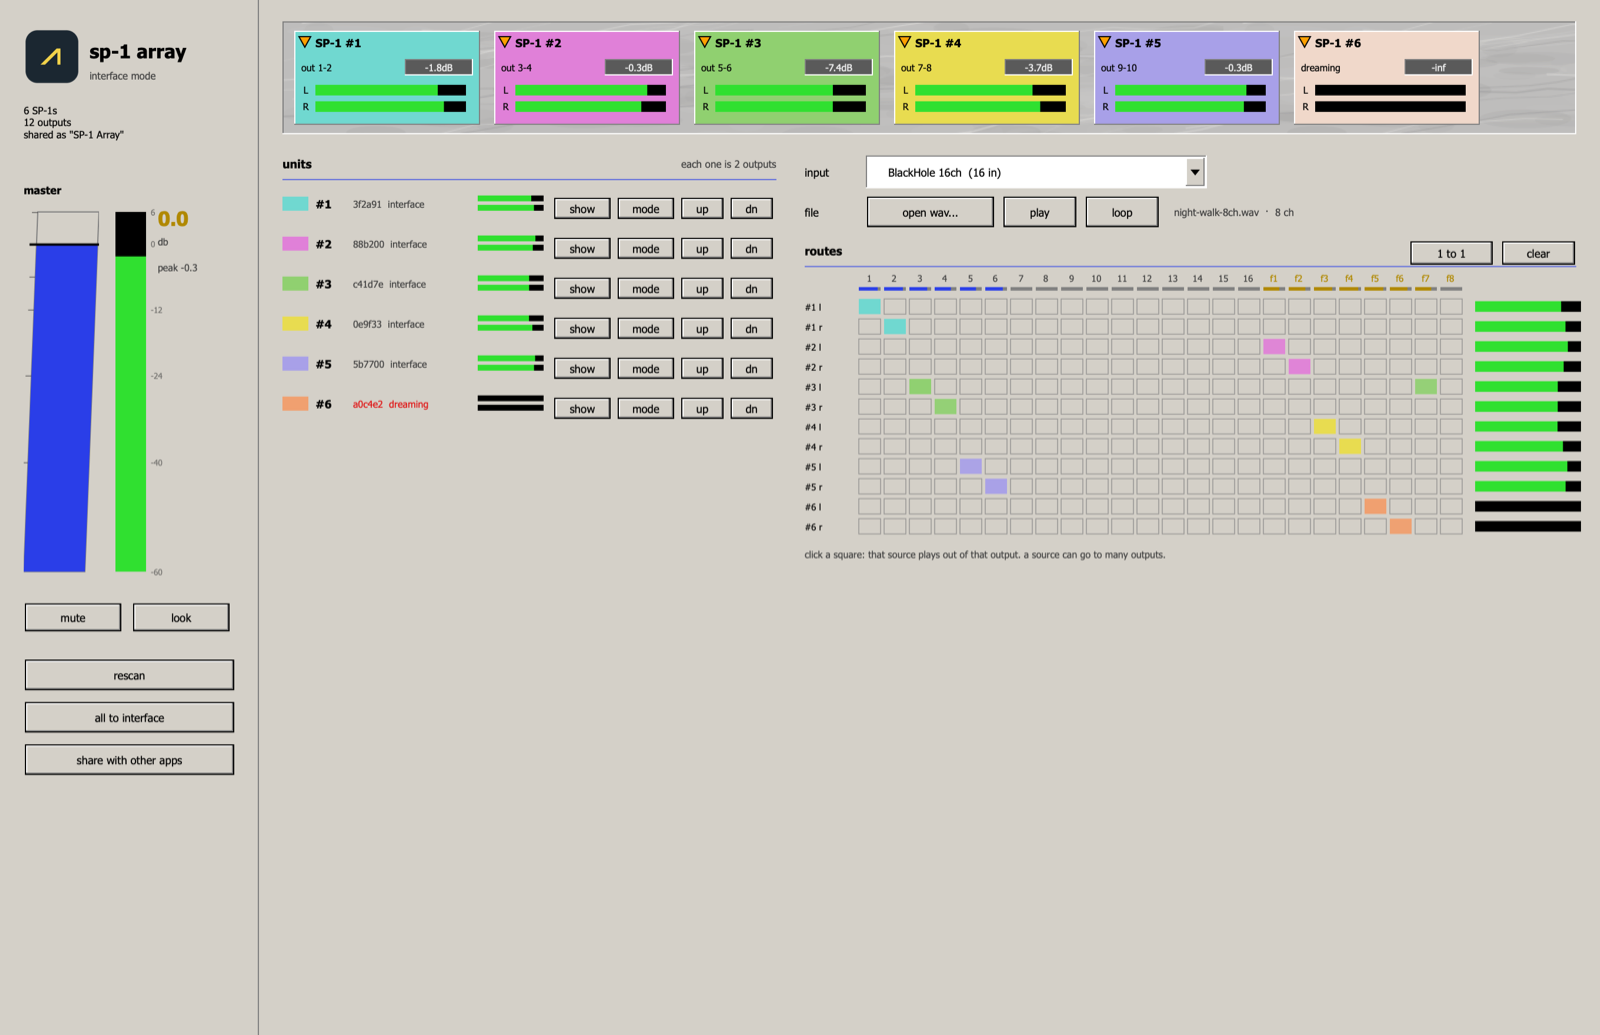 sp-1 array
interface mode
6 SP-1s
12 outputs
shared as "SP-1 Array"
master
6
0.0
0
db
peak -0.3
-12
-24
-40
-60
mute
look
rescan
all to interface
share with other apps
SP-1 #1
out 1-2
-1.8dB
L
R
SP-1 #2
out 3-4
-0.3dB
L
R
SP-1 #3
out 5-6
-7.4dB
L
R
SP-1 #4
out 7-8
-3.7dB
L
R
SP-1 #5
out 9-10
-0.3dB
L
R
SP-1 #6
dreaming
-inf
L
R
units
each one is 2 outputs
#1 3f2a91 interface show mode up dn
#2 88b200 interface show mode up dn
#3 c41d7e interface show mode up dn
#4 0e9f33 interface show mode up dn
#5 5b7700 interface show mode up dn
#6 a0c4e2 dreaming show mode up dn
input BlackHole 16ch (16 in)
file open wav... play loop night-walk-8ch.wav · 8 ch
routes 1 to 1 clear
1 2 3 4 5 6 7 8 9 10 11 12 13 14 15 16 f1 f2 f3 f4 f5 f6 f7 f8
#1 l
#1 r
#2 l
#2 r
#3 l
#3 r
#4 l
#4 r
#5 l
#5 r
#6 l
#6 r
click a square: that source plays out of that output. a source can go to many outputs.